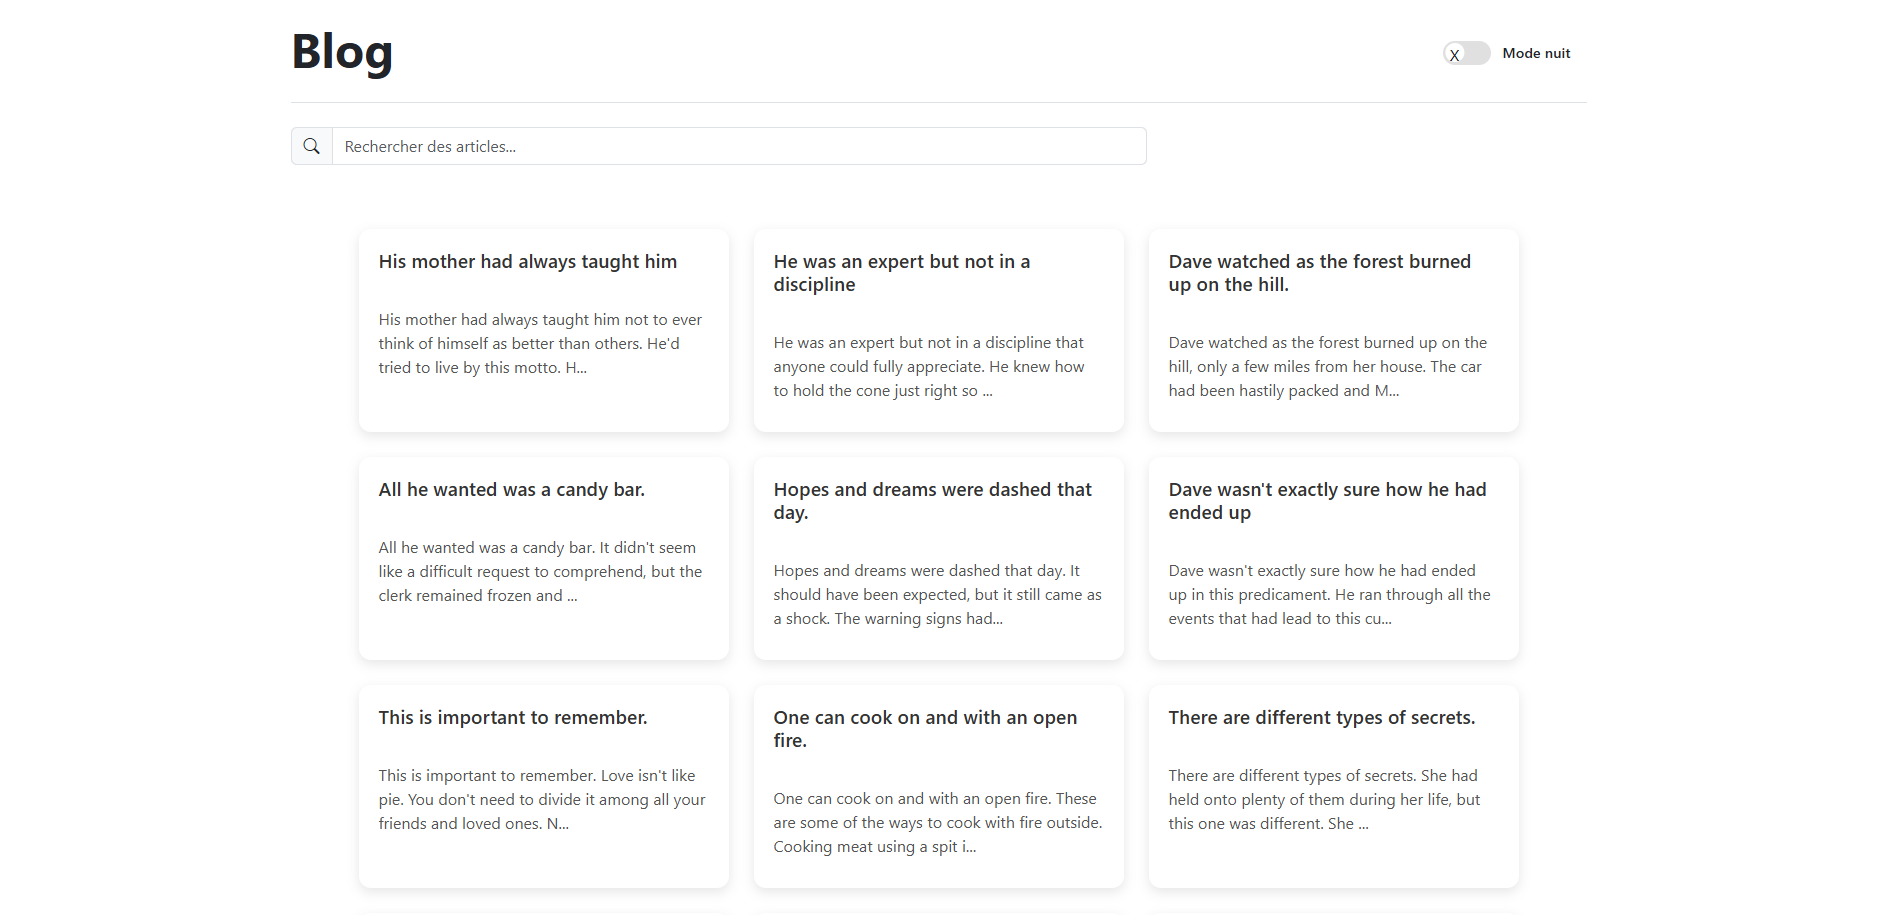 Blog
X
Mode nuit
Rechercher des articles...
His mother had always taught him
His mother had always taught him not to ever
think of himself as better than others. He'd
tried to live by this motto. H...
He was an expert but not in a
discipline
He was an expert but not in a discipline that
anyone could fully appreciate. He knew how
to hold the cone just right so ...
Dave watched as the forest burned
up on the hill.
Dave watched as the forest burned up on the
hill, only a few miles from her house. The car
had been hastily packed and M...
All he wanted was a candy bar.
All he wanted was a candy bar. It didn't seem
like a difficult request to comprehend, but the
clerk remained frozen and ...
Hopes and dreams were dashed that
day.
Hopes and dreams were dashed that day. It
should have been expected, but it still came as
a shock. The warning signs had...
Dave wasn't exactly sure how he had
ended up
Dave wasn't exactly sure how he had ended
up in this predicament. He ran through all the
events that had lead to this cu...
This is important to remember.
This is important to remember. Love isn't like
pie. You don't need to divide it among all your
friends and loved ones. N...
One can cook on and with an open
fire.
One can cook on and with an open fire. These
are some of the ways to cook with fire outside.
Cooking meat using a spit i...
There are different types of secrets.
There are different types of secrets. She had
held onto plenty of them during her life, but
this one was different. She ...